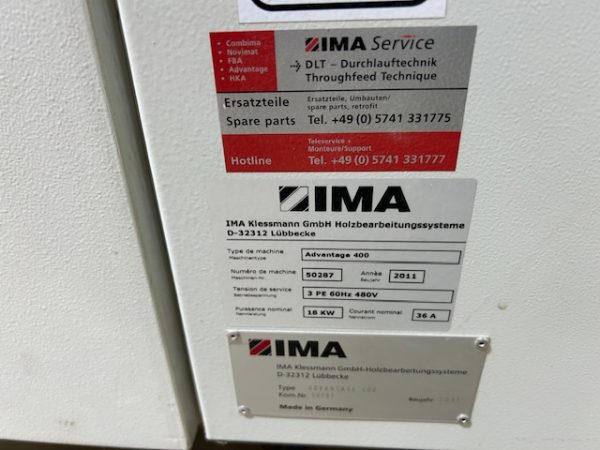 • Combima
• Novimat
• FBA
• Advantage
• HKA
IMA Service
→ DLT – Durchlauftechnik
Throughfeed Technique
Ersatzteile
Spare parts
Ersatzteile, Umbauten/
spare parts, retrofit
Tel. +49 (0) 5741 331775
Hotline
Teleservice +
Monteure/Support
Tel. +49 (0) 5741 331777
IMA
IMA Klessmann GmbH Holzbearbeitungssysteme
D-32312 Lübbecke
Type de machine
Maschinentype
Advantage 400
Numéro de machine
Maschinen-Nr.
50287
Année
Baujahr
2011
Tension de service
Betriebsspannung
3 PE 60Hz 480V
Puissance nominal
Nennleistung
18 KW
Courant nominal
Nennstrom
36 A
IMA
IMA Klessmann GmbH-Holzbearbeitungssysteme
D-32312 Lübbecke
Type ADVANTAGE
Kom.Nr.
Baujahr
Made in Germany